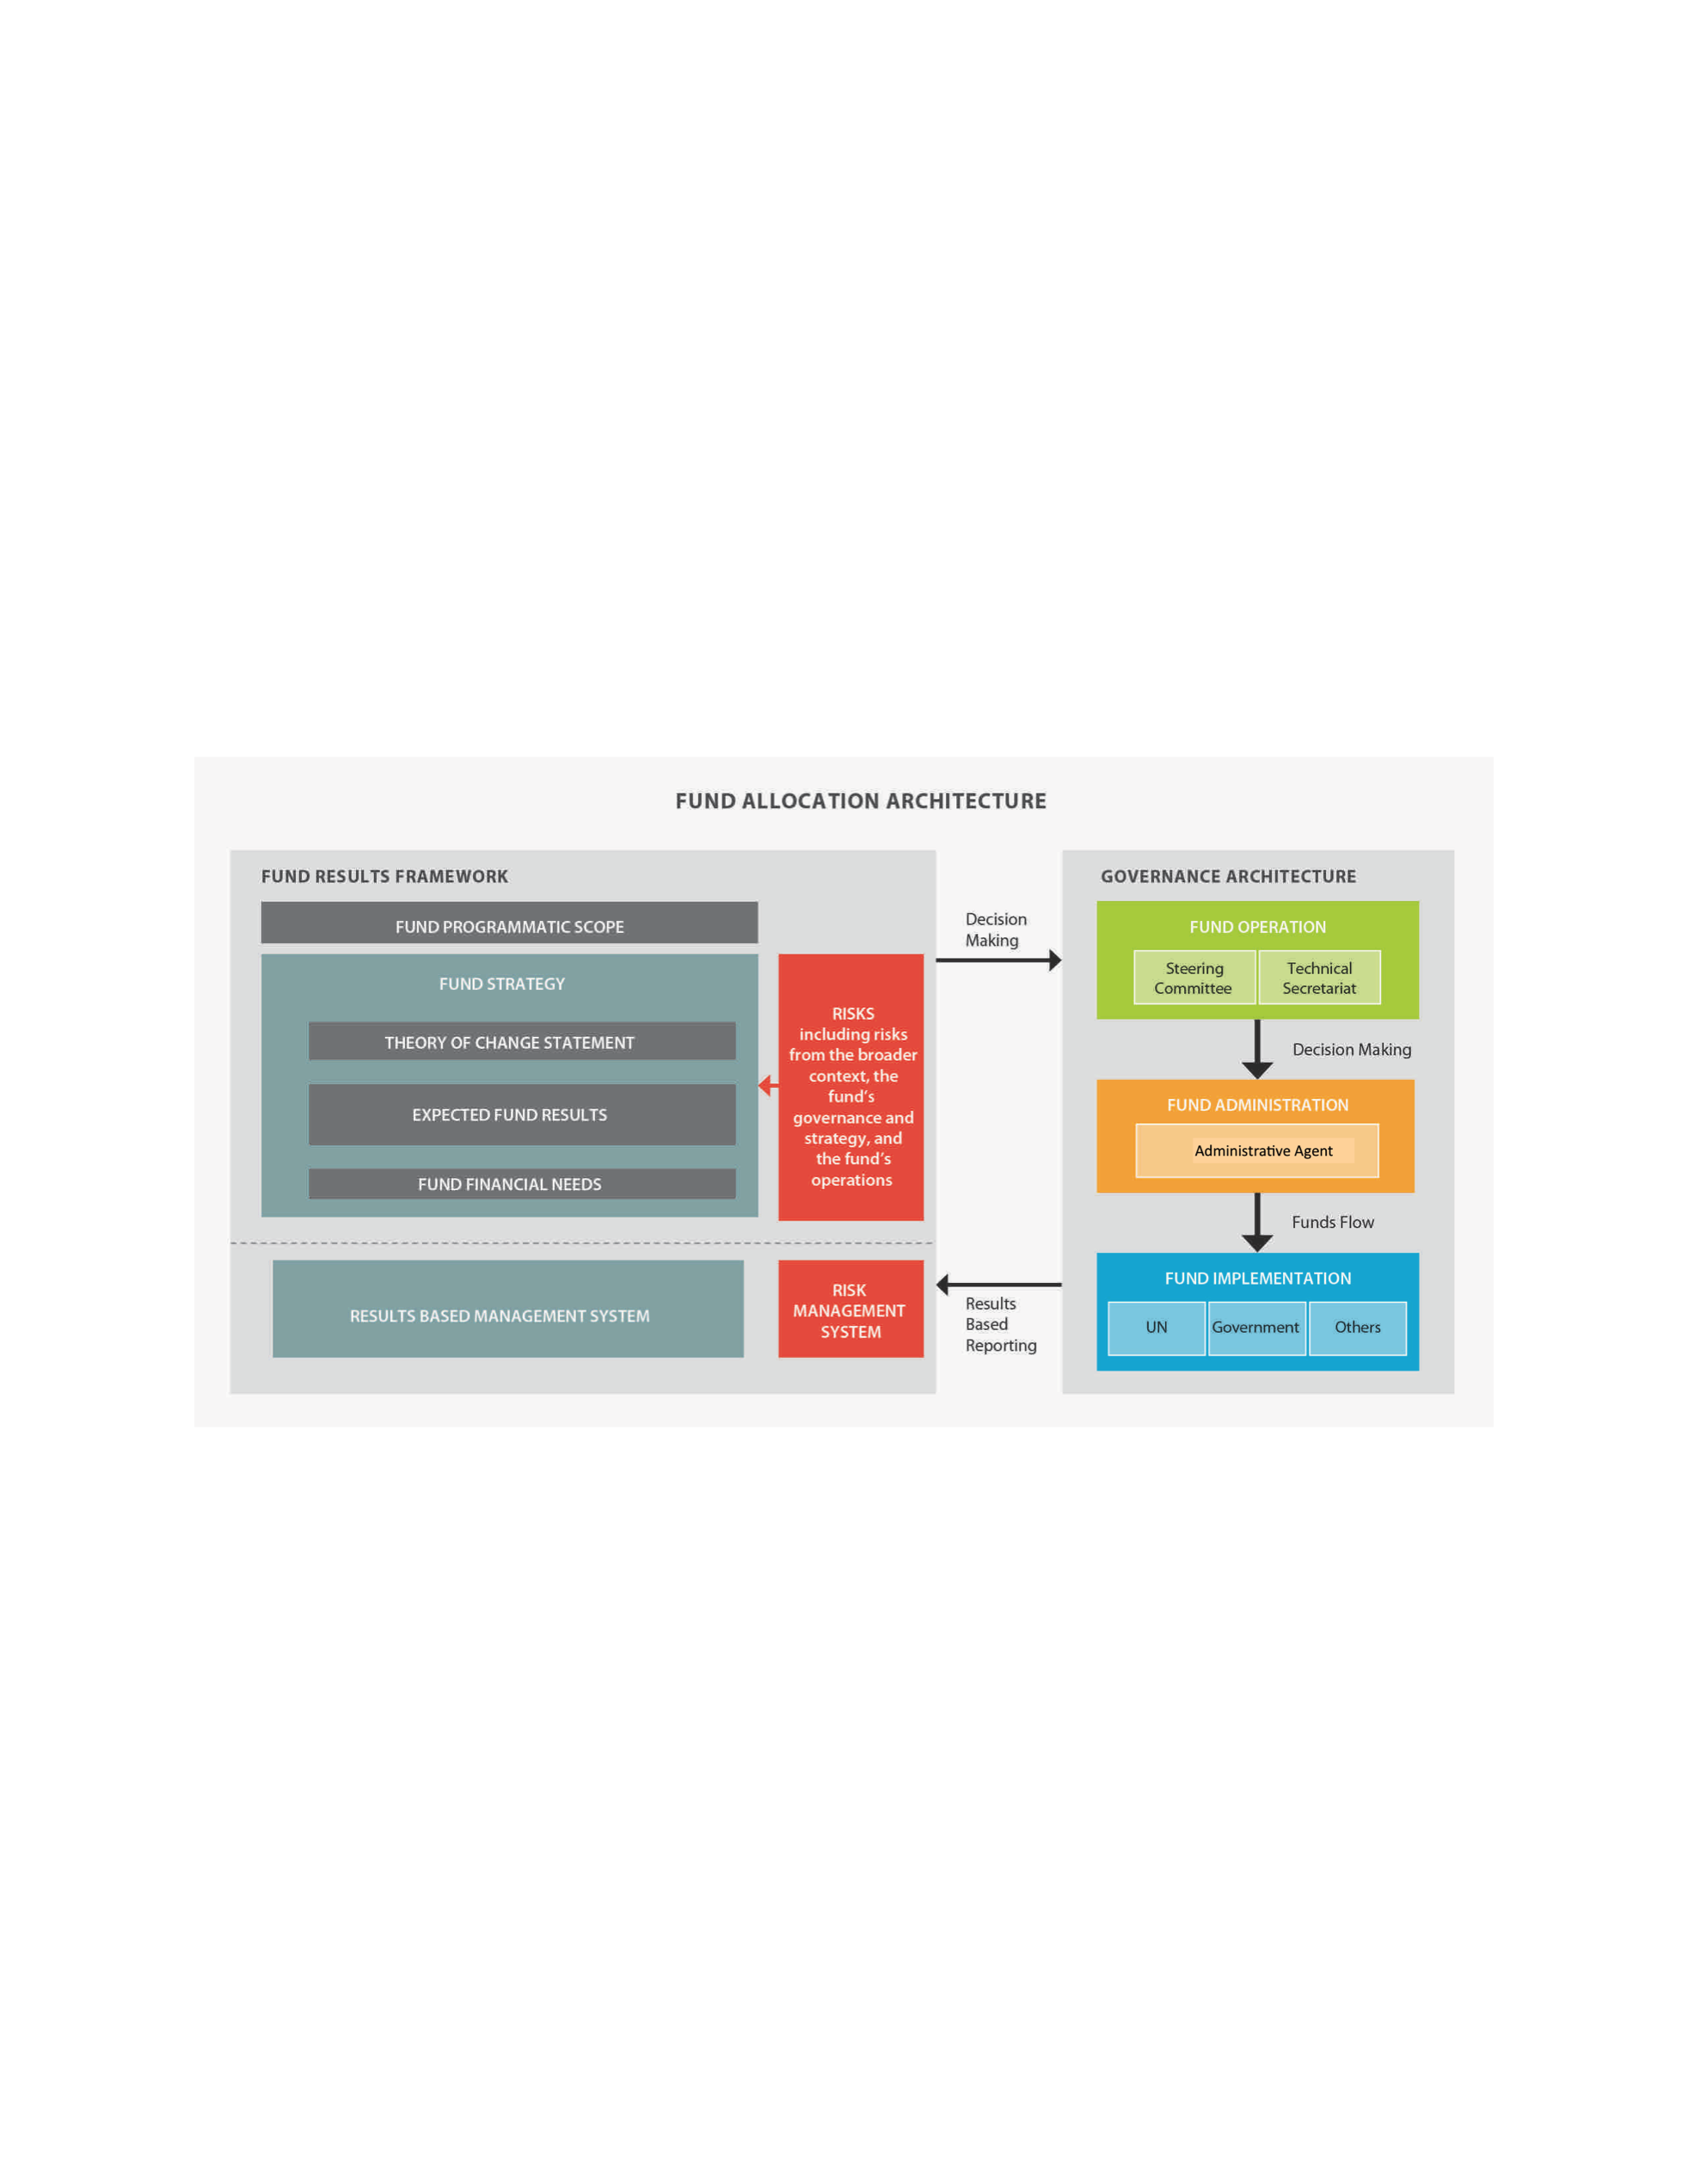 FUND ALLOCATION ARCHITECTURE
FUND RESULTS FRAMEWORK
FUND PROGRAMMATIC SCOPE
FUND STRATEGY
THEORY OF CHANGE STATEMENT
EXPECTED FUND RESULTS
FUND FINANCIAL NEEDS
RISKS
including risks
from the broader
context, the
fund's
governance and
strategy, and
the fund's
operations
RESULTS BASED MANAGEMENT SYSTEM
RISK
MANAGEMENT
SYSTEM
Decision
Making
Results
Based
Reporting
GOVERNANCE ARCHITECTURE
FUND OPERATION
Steering
Committee
Technical
Secretariat
Decision Making
FUND ADMINISTRATION
Administrative Agent
Funds Flow
FUND IMPLEMENTATION
UN
Government
Others